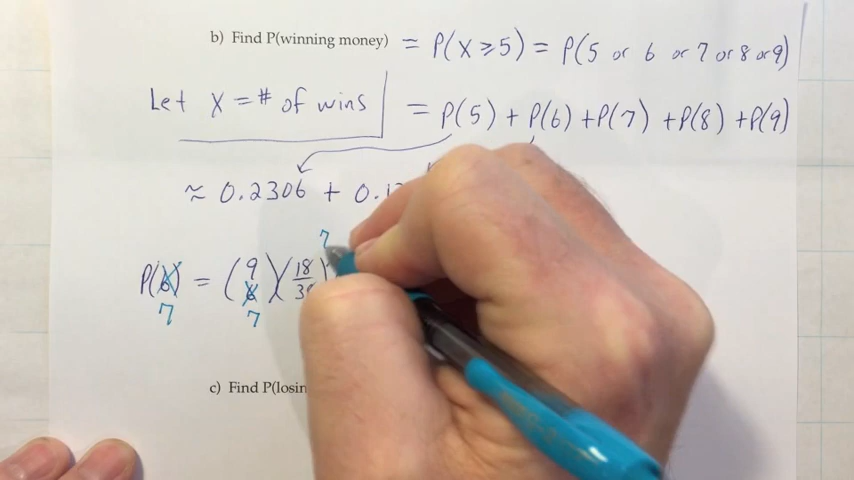 b) Find P(winning money) = P(X ≥ 5) = P(5 or 6 or 7 or 8 or 9)
Let X = # of wins = P(5) + P(6) + P(7) + P(8) + P(9)
≈ 0.2306 + 0.1
7
P(6) = (9 6)(18
7 7
c) Find P(losin